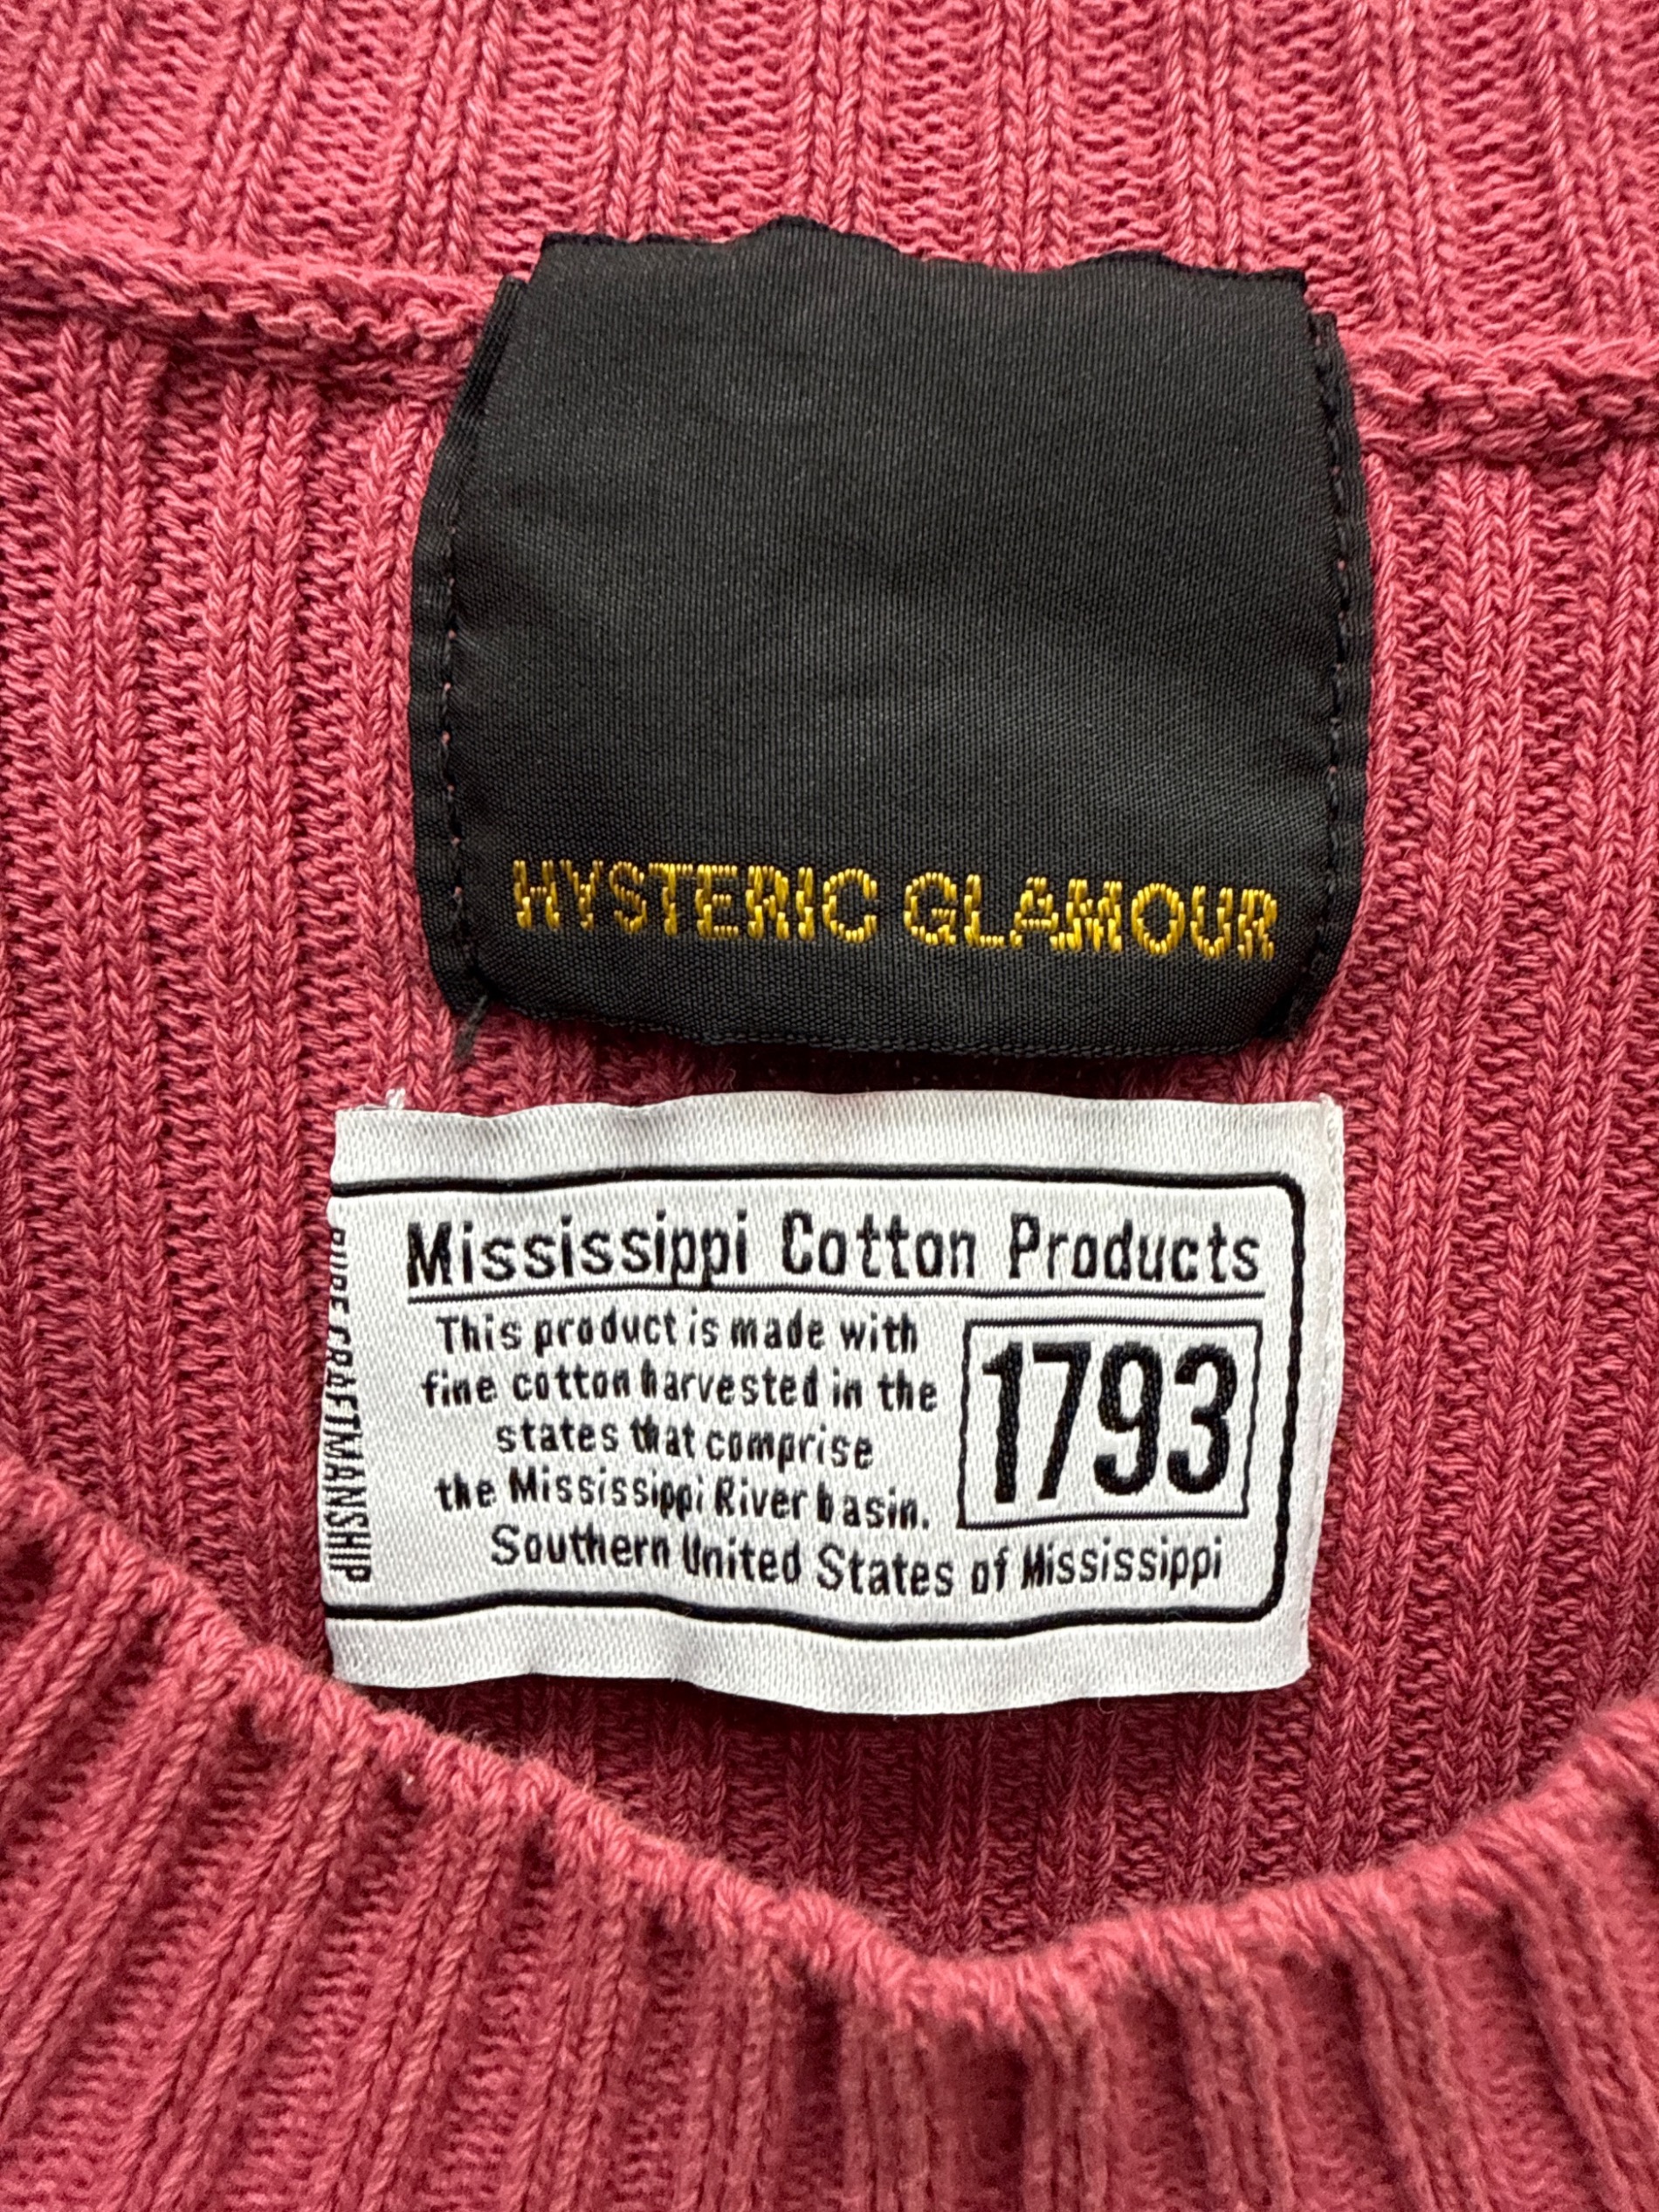 HYSTERIC GLAMOUR
Mississippi Cotton Products
This product is made with
fine cotton harvested in the
states that comprise
the Mississippi River basin.
1793
Southern United States of Mississippi
PURE CRAFTMANSHIP